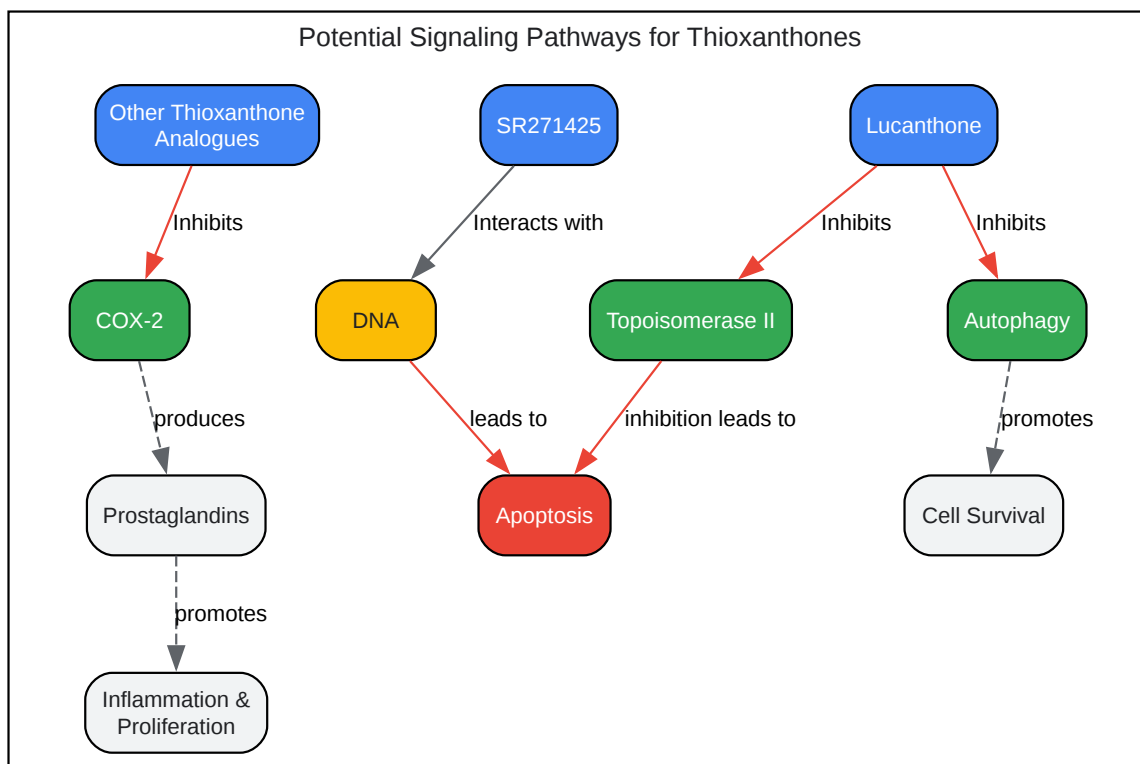 Potential Signaling Pathways for Thioxanthones
Other Thioxanthone
Analogues
SR271425
Lucanthone
Inhibits
Interacts with
Inhibits
Inhibits
COX-2
DNA
Topoisomerase II
Autophagy
produces
leads to
inhibition leads to
promotes
Prostaglandins
Apoptosis
Cell Survival
promotes
Inflammation &
Proliferation